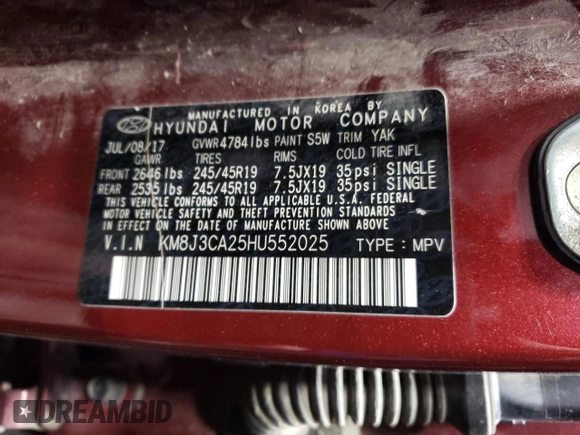 MANUFACTURED IN KOREA BY
HYUNDAI MOTOR COMPANY
JUL/08/17 GVWR 4784 lbs PAINT S5W TRIM YAK
GAWR TIRES RIMS COLD TIRE INFL
FRONT 2646 lbs 245/45R19 7.5JX19 35psi SINGLE
REAR 2535 lbs 245/45R19 7.5JX19 35psi SINGLE
THIS VEHICLE CONFORMS TO ALL APPLICABLE U.S.A. FEDERAL
MOTOR VEHICLE SAFETY AND THEFT PREVENTION STANDARDS
IN EFFECT ON THE DATE OF MANUFACTURE SHOWN ABOVE
V.I.N KM8J3CA25HU552025 TYPE : MPV
DREAMBID